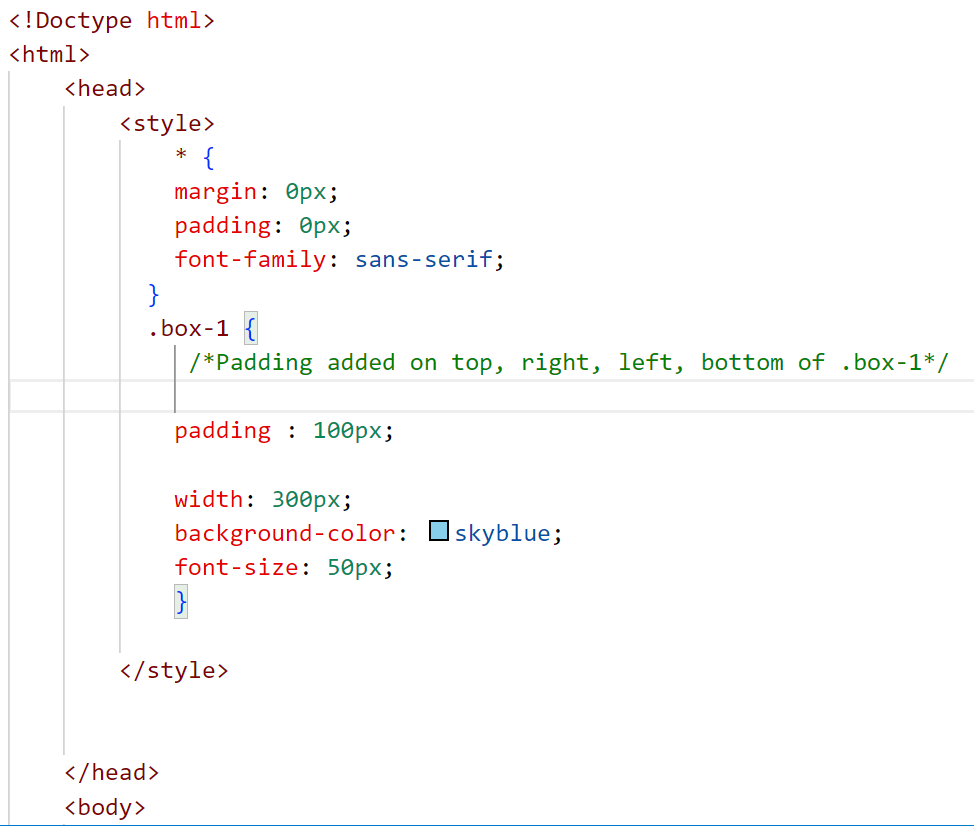 <!Doctype html>
<html>
<head>
<style>
* {
margin: 0px;
padding: 0px;
font-family: sans-serif;
}
.box-1 {
/*Padding added on top, right, left, bottom of .box-1*/
padding : 100px;
width: 300px;
background-color: skyblue;
font-size: 50px;
}
</style>
</head>
<body>